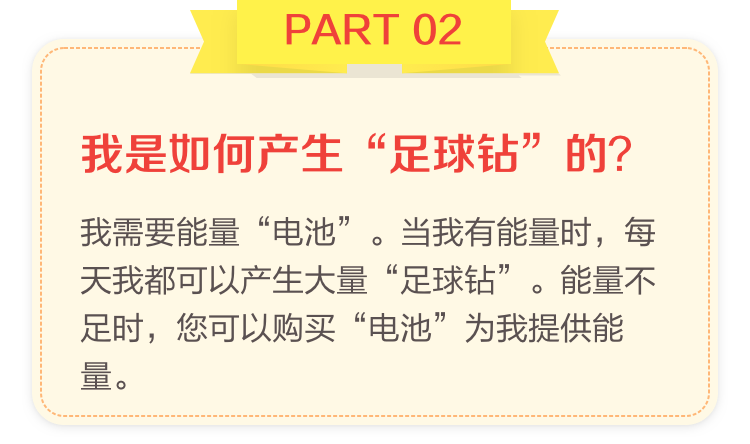 PART 02
我是如何产生“足球钻”的？
我需要能量“电池”。当我有能量时，每
天我都可以产生大量“足球钻”。能量不
足时，您可以购买“电池”为我提供能
量。